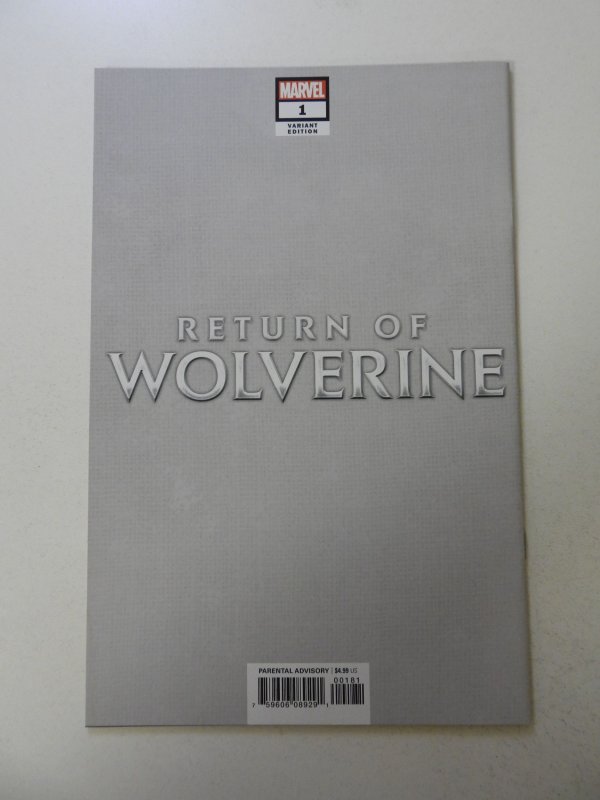 MARVEL
1
VARIANT
EDITION
RETURN OF
WOLVERINE
PARENTAL ADVISORY | $4.99 US
00181
7 59606 08929 1